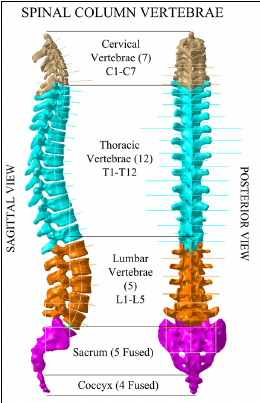 SPINAL COLUMN VERTEBRAE
Cervical
Vertebrae (7)
C1-C7
Thoracic
Vertebrae (12)
T1-T12
SAGITTAL VIEW
POSTERIOR VIEW
Lumbar
Vertebrae
(5)
L1-L5
Sacrum (5 Fused)
Coccyx (4 Fused)